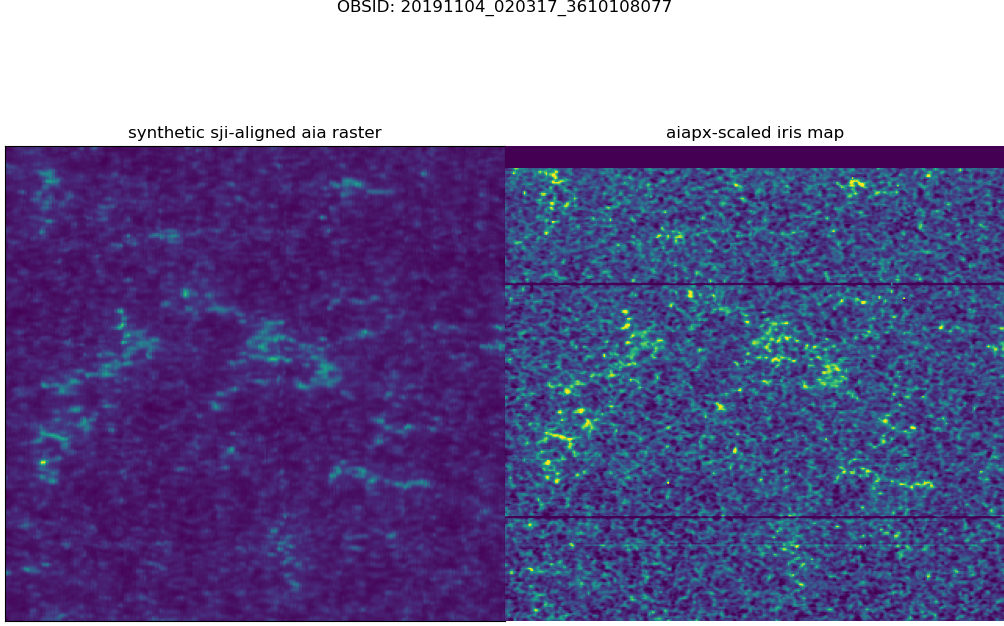 OBSID: 20191104_020317_3610108077
synthetic sji-aligned aia raster
aiapx-scaled iris map